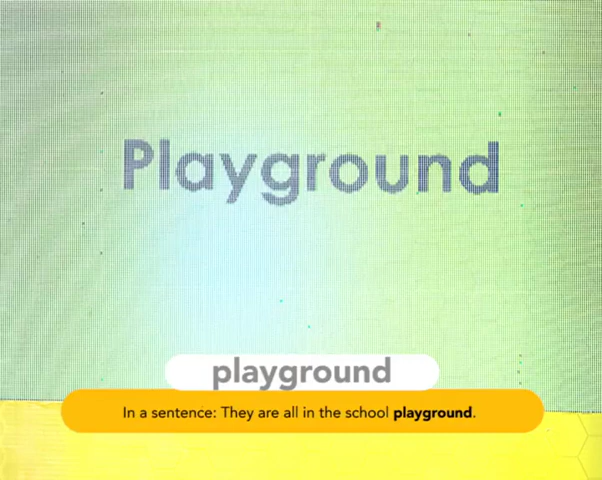 Playground
playground
In a sentence: They are all in the school playground.